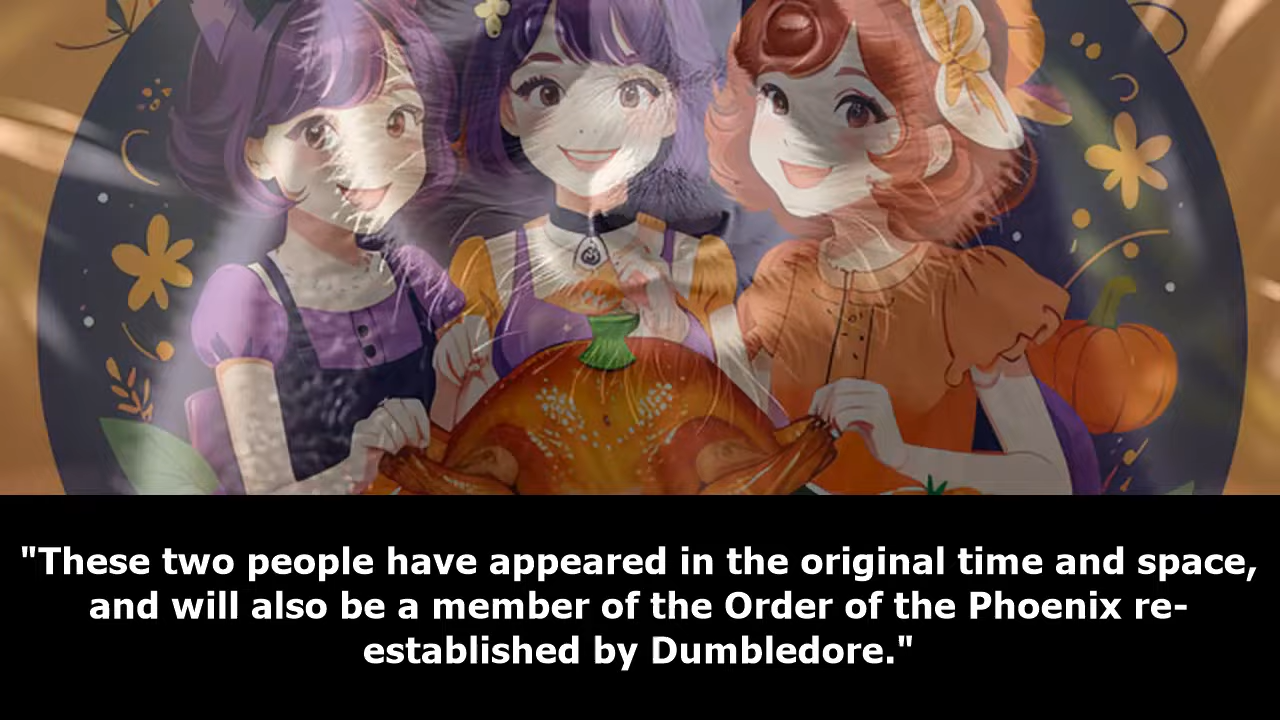 "These two people have appeared in the original time and space,
and will also be a member of the Order of the Phoenix re-
established by Dumbledore."